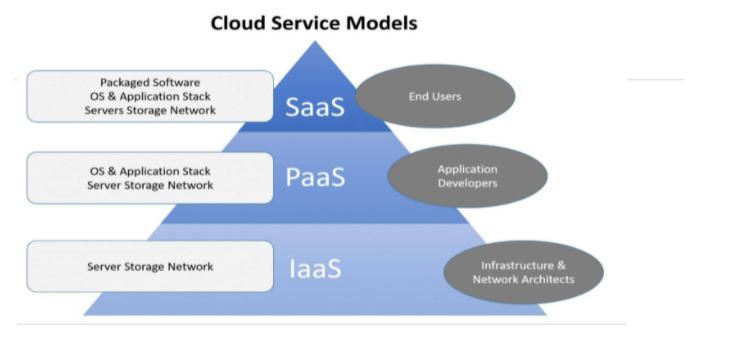 Cloud Service Models
Packaged Software
OS & Application Stack
Servers Storage Network
SaaS
End Users
OS & Application Stack
Server Storage Network
PaaS
Application
Developers
Server Storage Network
IaaS
Infrastructure &
Network Architects